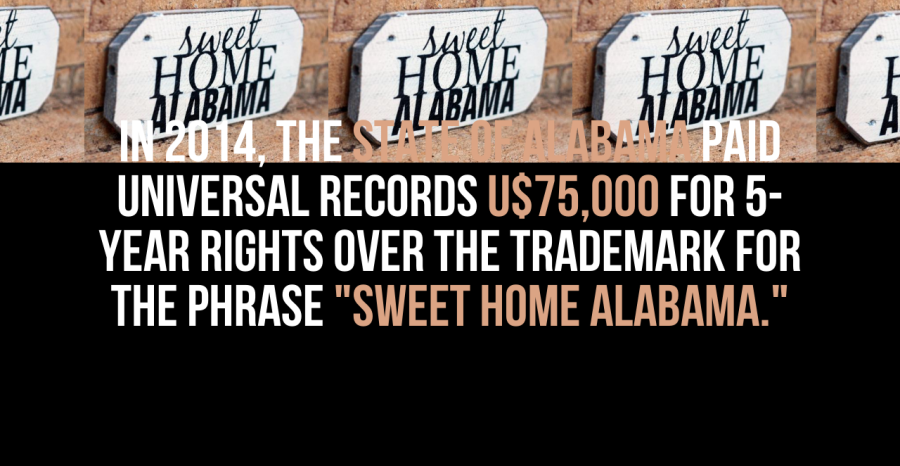 sweet sweet sweet
HOME HOME HOME HOME
ALABAMA ALABAMA ALABAMA
IN 2014, THE STATE OF ALABAMA PAID
UNIVERSAL RECORDS U$75,000 FOR 5-
YEAR RIGHTS OVER THE TRADEMARK FOR
THE PHRASE "SWEET HOME ALABAMA."